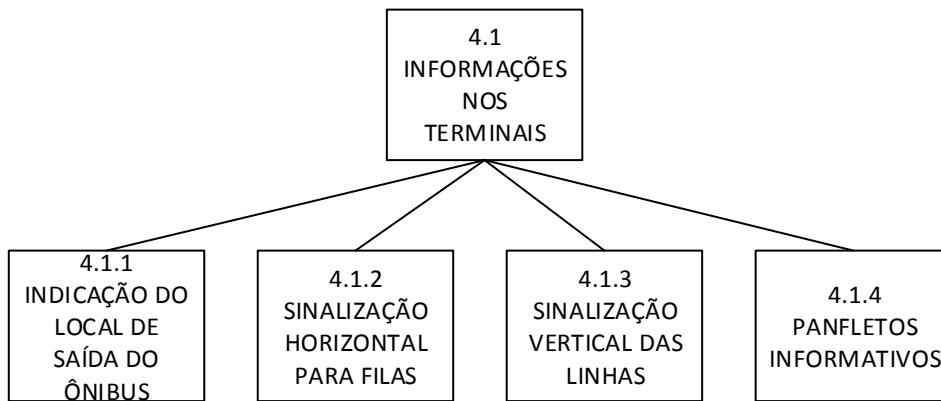 4.1
INFORMAÇÕES
NOS
TERMINAIS
4.1.1
INDICAÇÃO DO
LOCAL DE
SAÍDA DO
ÔNIBUS
4.1.2
SINALIZAÇÃO
HORIZONTAL
PARA FILAS
4.1.3
SINALIZAÇÃO
VERTICAL DAS
LINHAS
4.1.4
PANFLETOS
INFORMATIVOS